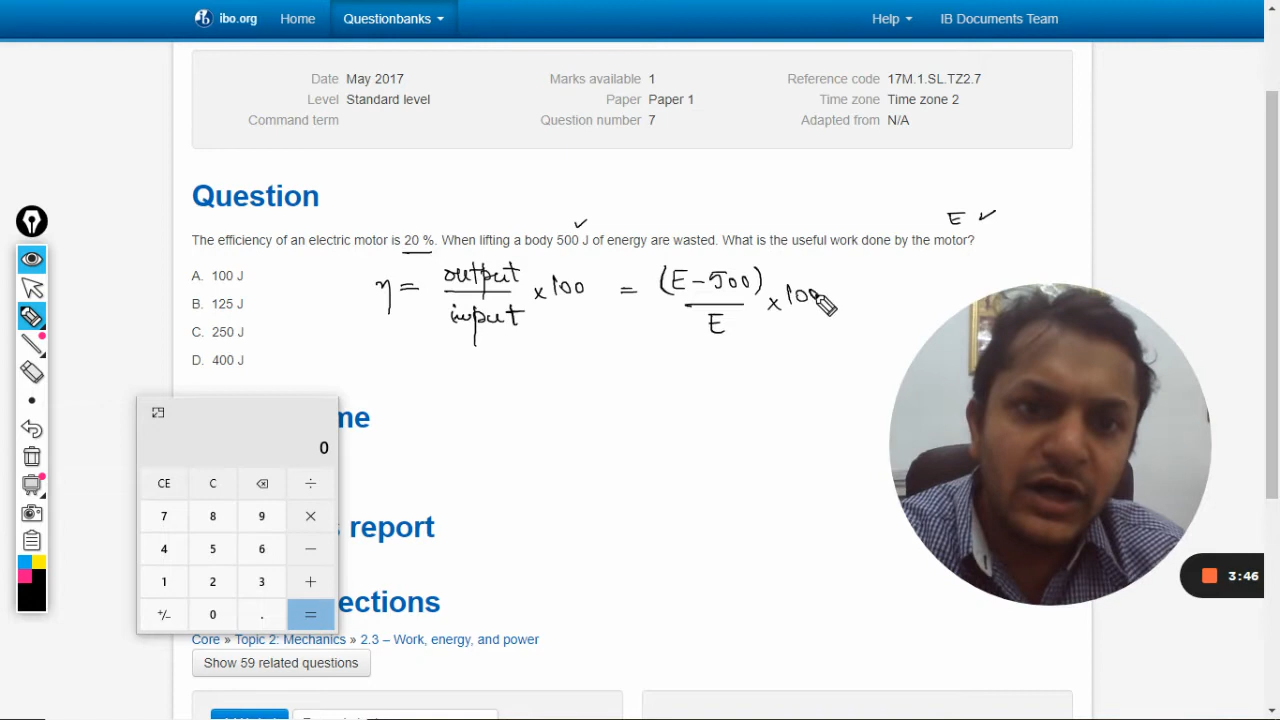 ibo.org Home Questionbanks Help IB Documents Team
Date May 2017 Marks available 1 Reference code 17M.1.SL.TZ2.7
Level Standard level Paper Paper 1 Time zone Time zone 2
Command term Question number 7 Adapted from N/A
Question
E ✓
✓
The efficiency of an electric motor is 20 %. When lifting a body 500 J of energy are wasted. What is the useful work done by the motor?
A. 100 J
B. 125 J
C. 250 J
D. 400 J
η = output / input × 100 = (E - 500) / E × 100
me
0
CE C ⌫ ÷
7 8 9 ×
4 5 6 −
1 2 3 +
+/- 0 . =
s report
ections
Core » Topic 2: Mechanics » 2.3 – Work, energy, and power
Show 59 related questions
3:46